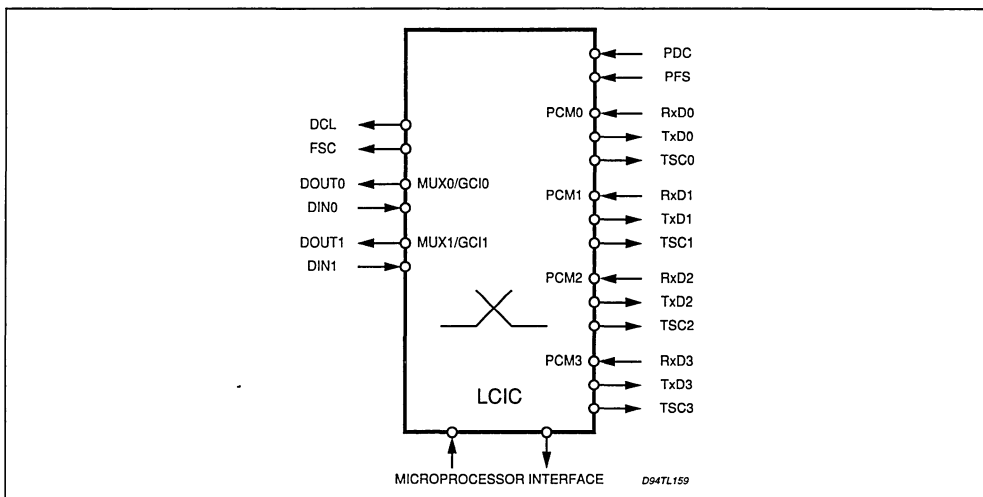 PDC
PFS
PCM0
RxD0
DCL
TxD0
FSC
TSC0
DOUT0
MUX0/GCI0
PCM1
RxD1
DIN0
TxD1
DOUT1
MUX1/GCI1
TSC1
DIN1
PCM2
RxD2
TxD2
TSC2
PCM3
RxD3
TxD3
LCIC
TSC3
MICROPROCESSOR INTERFACE
D94TL159